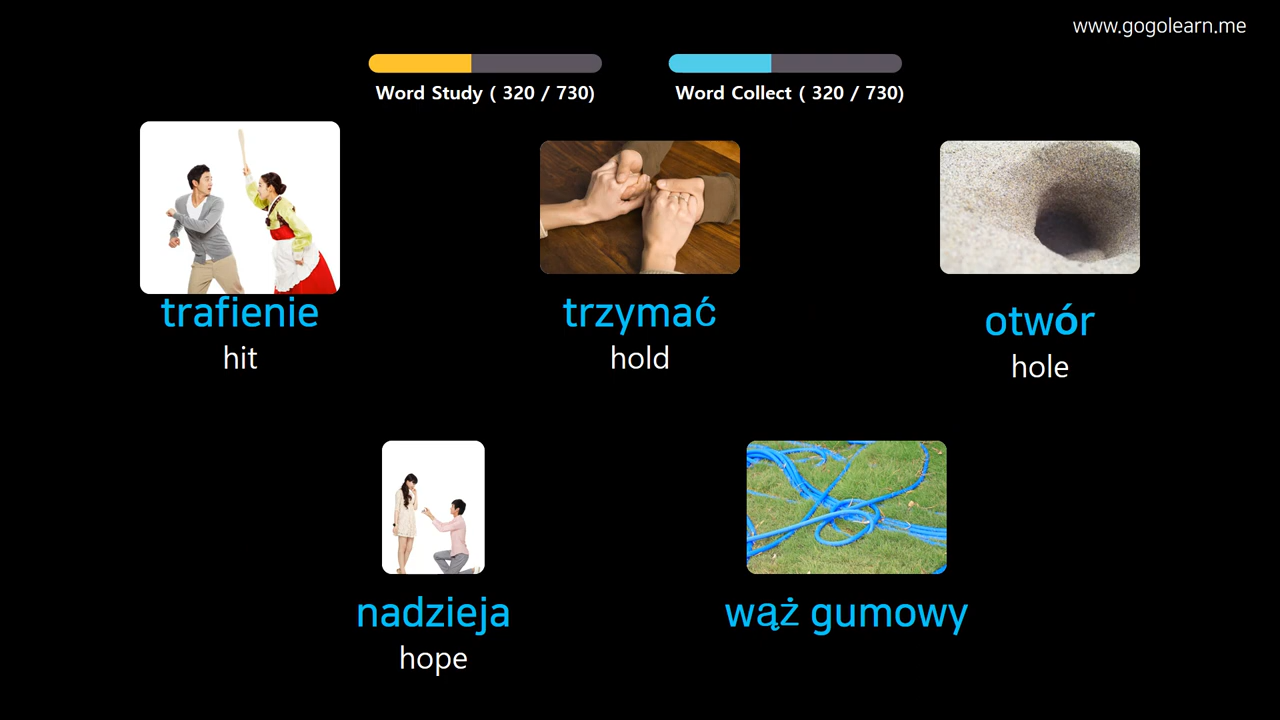 www.gogolearn.me
Word Study ( 320 / 730)
Word Collect ( 320 / 730)
trafienie
hit
trzymać
hold
otwór
hole
nadzieja
hope
wąż gumowy